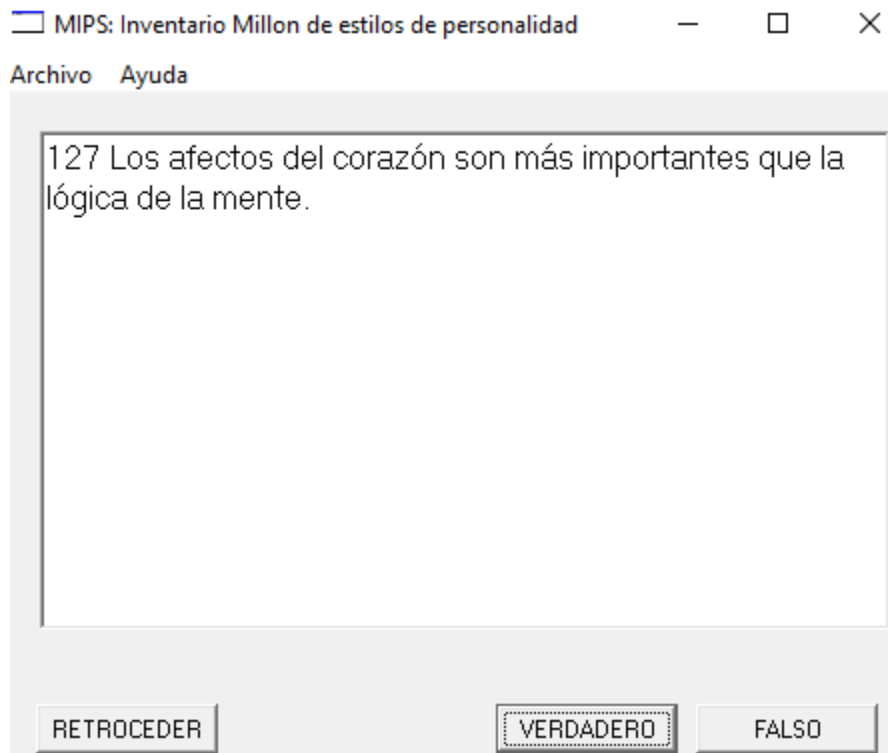 MIPS: Inventario Millon de estilos de personalidad
Archivo Ayuda
127 Los afectos del corazón son más importantes que la
lógica de la mente.
RETROCEDER VERDADERO FALSO